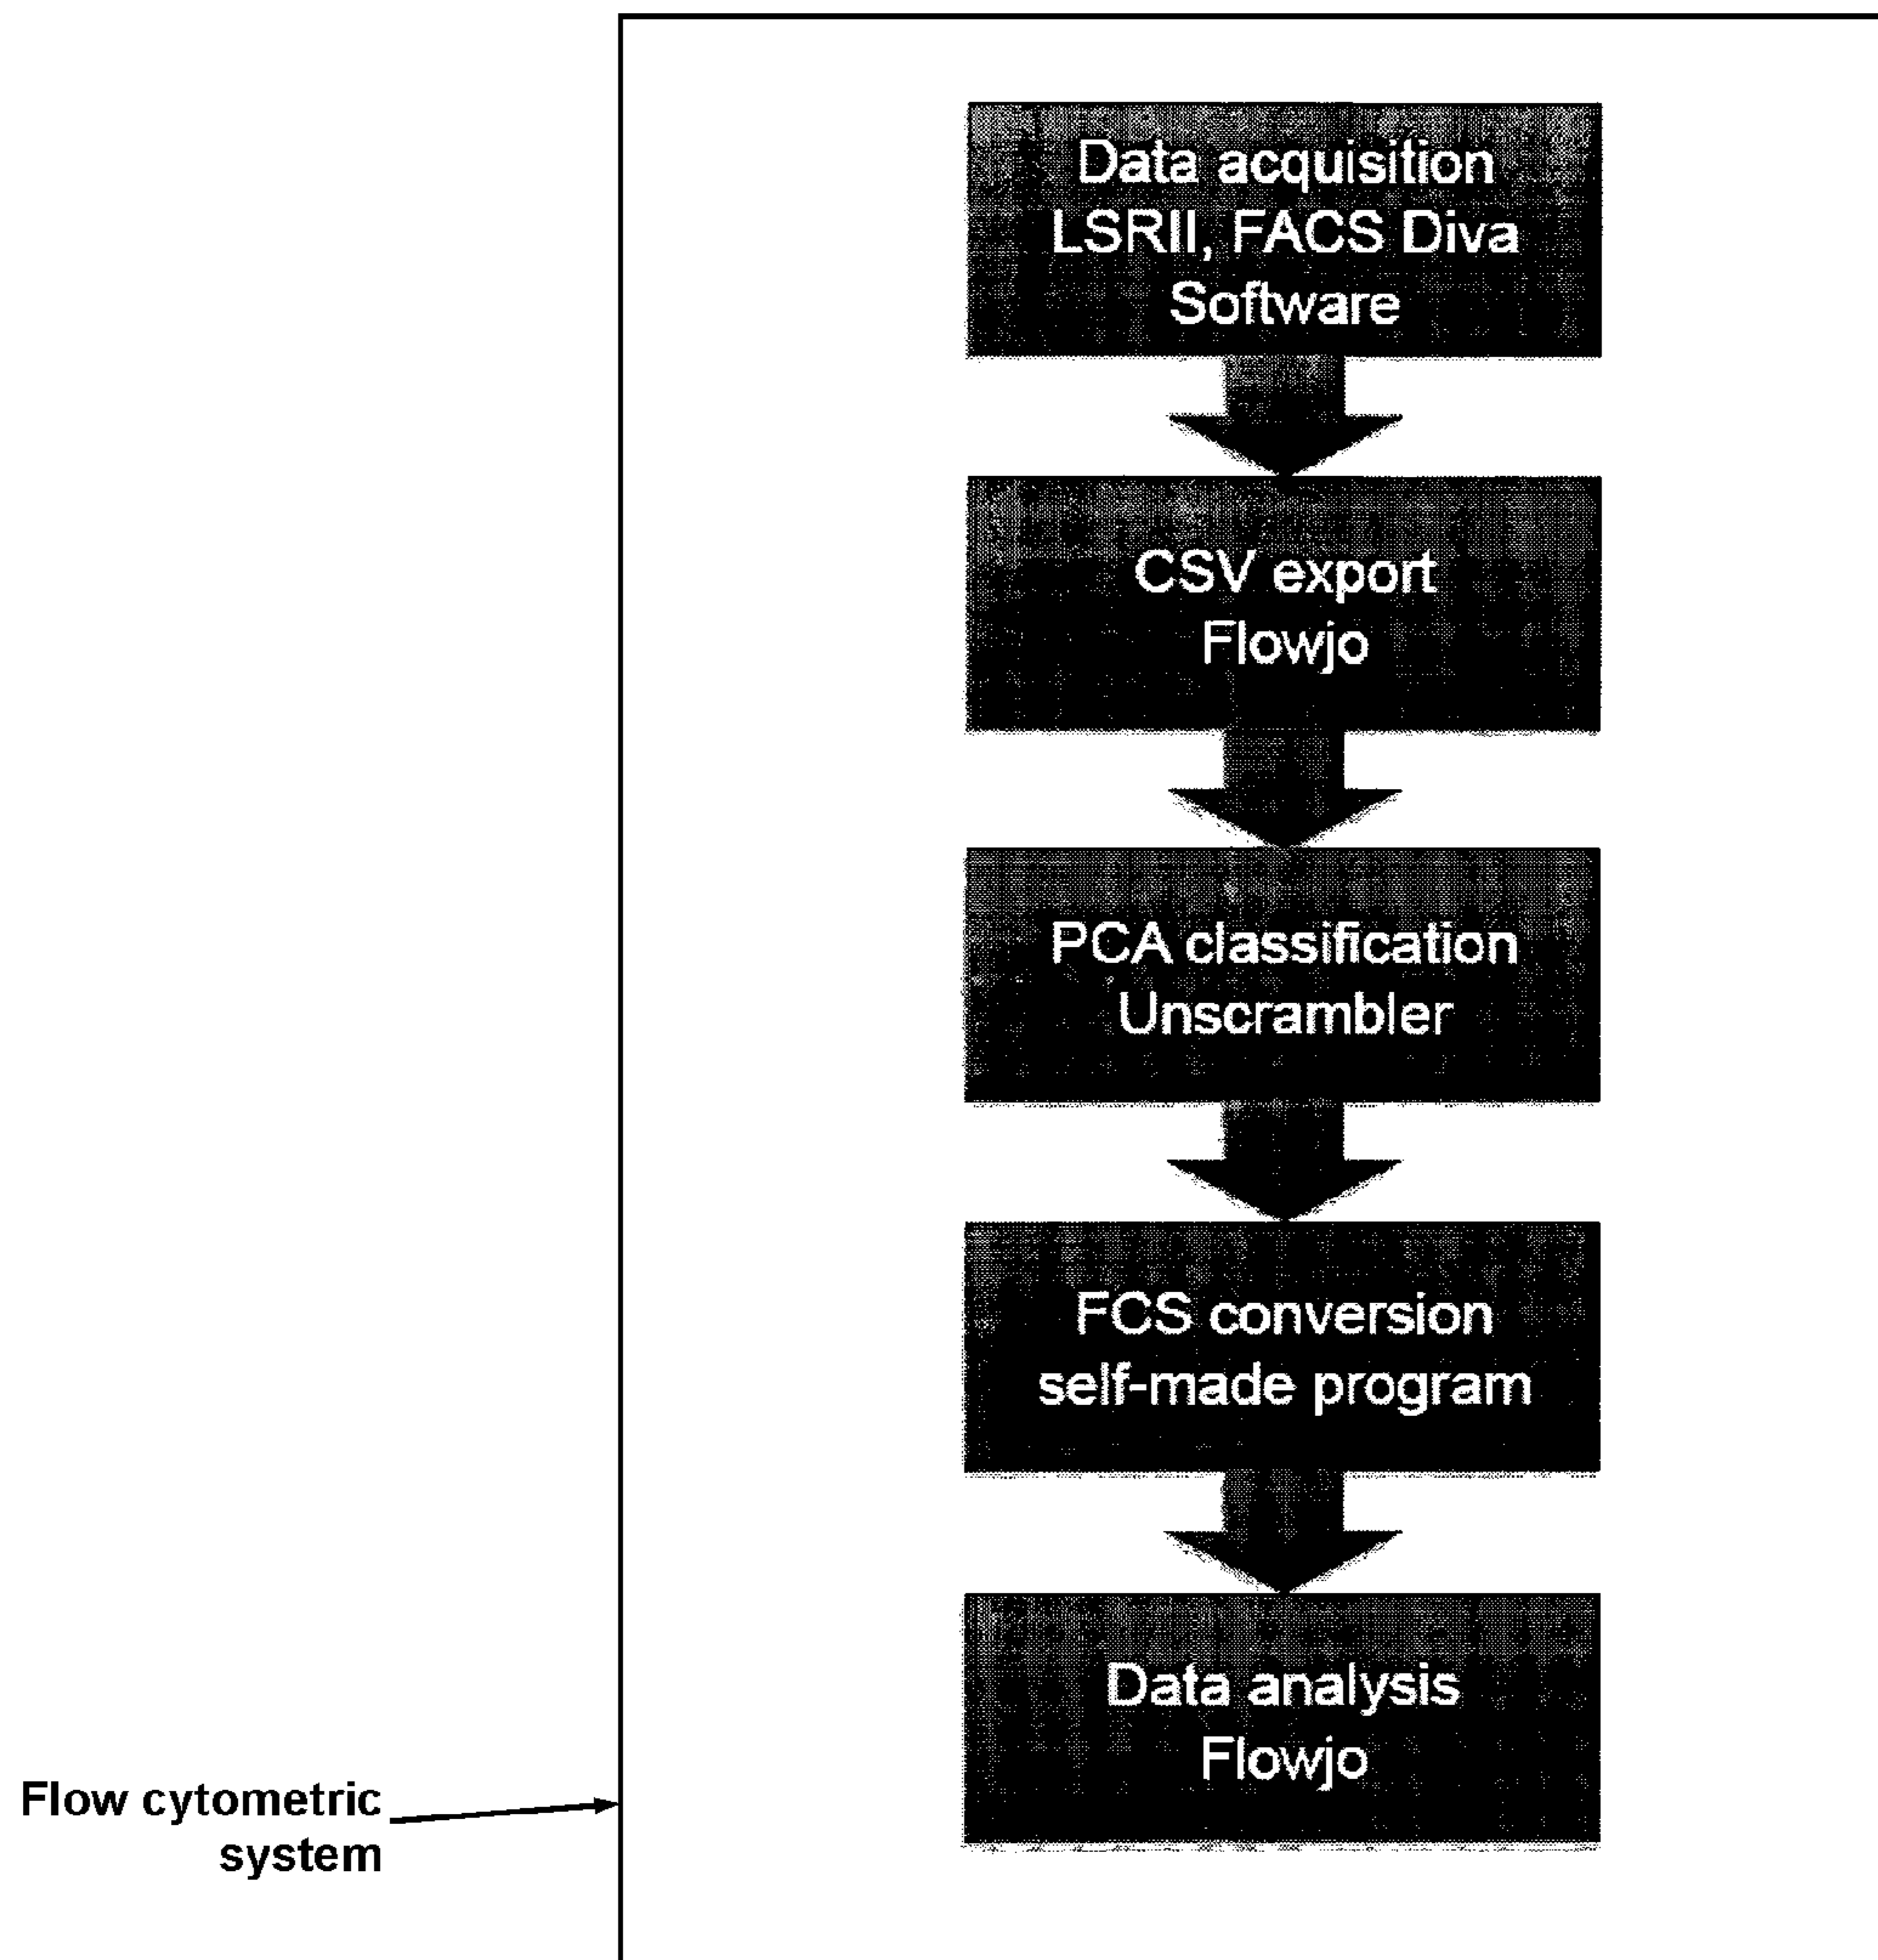 Data acquisition
LSRII, FACS Diva
Software
CSV export
Flowjo
PCA classification
Unscrambler
FCS conversion
self-made program
Data analysis
Flowjo
Flow cytometric
system